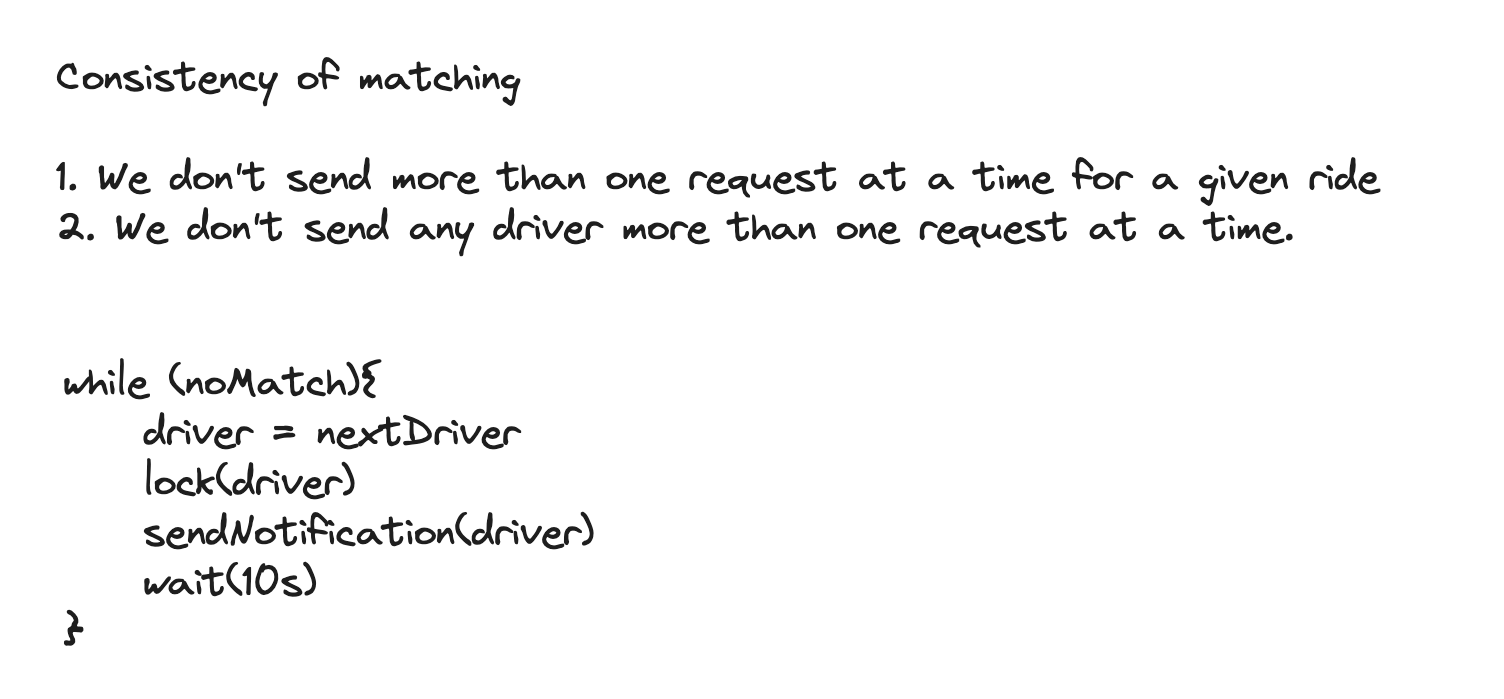 Consistency of matching
1. We don't send more than one request at a time for a given ride
2. We don't send any driver more than one request at a time.
while (noMatch){
driver = nextDriver
lock(driver)
sendNotification(driver)
wait(10s)
}